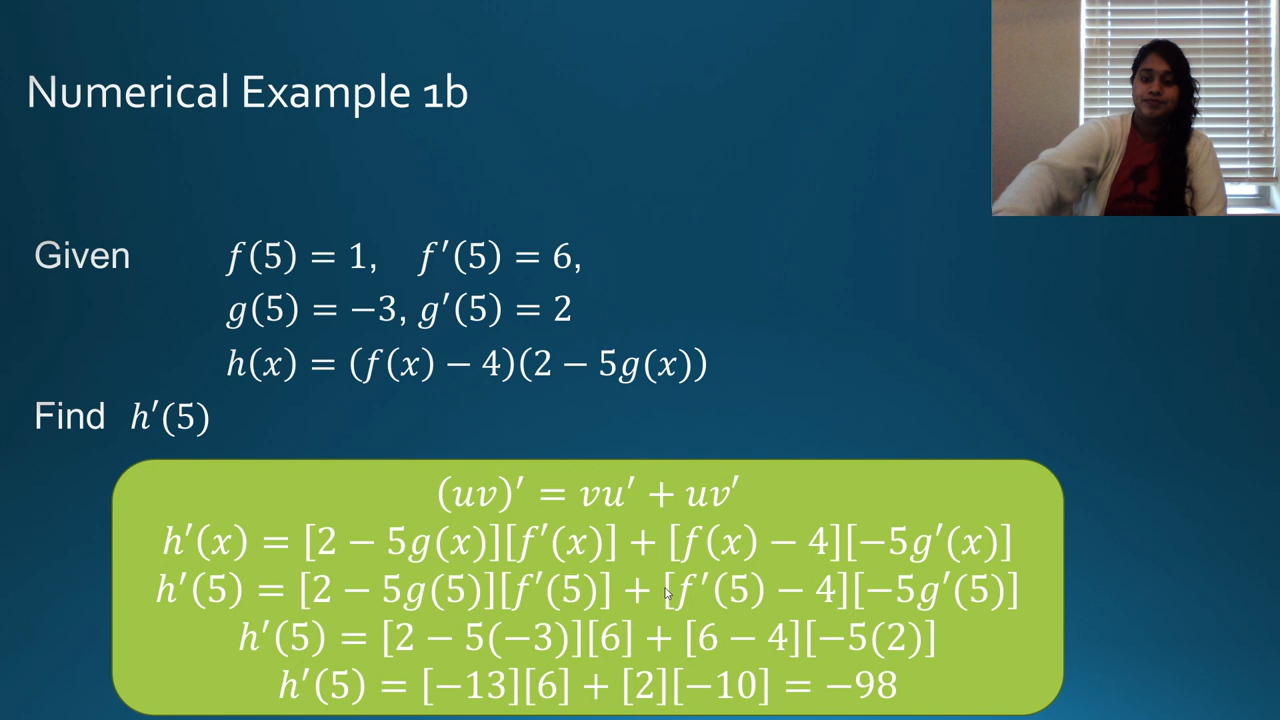 Numerical Example 1b
Given f(5) = 1, f′(5) = 6,
g(5) = −3, g′(5) = 2
h(x) = (f(x) − 4)(2 − 5g(x))
Find h′(5)
(uv)′ = vu′ + uv′
h′(x) = [2 − 5g(x)][f′(x)] + [f(x) − 4][−5g′(x)]
h′(5) = [2 − 5g(5)][f′(5)] + [f′(5) − 4][−5g′(5)]
h′(5) = [2 − 5(−3)][6] + [6 − 4][−5(2)]
h′(5) = [−13][6] + [2][−10] = −98